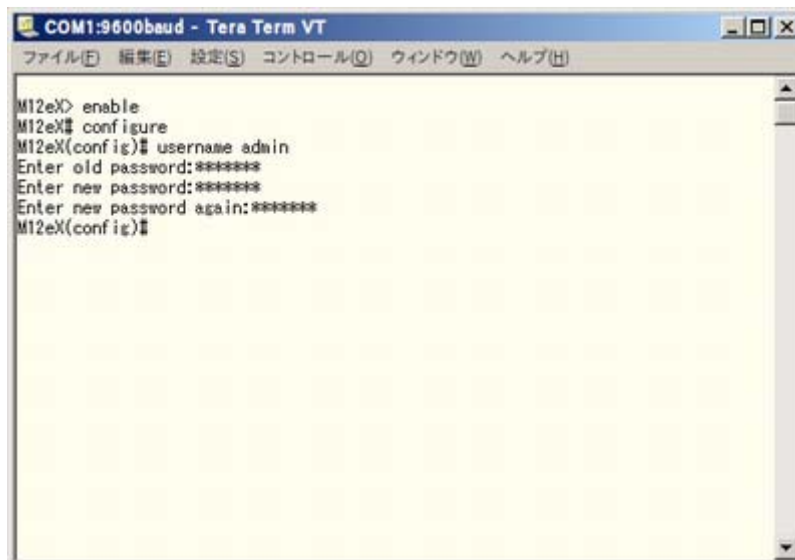 COM1:9600baud - Tera Term VT
ファイル(F) 編集(E) 設定(S) コントロール(O) ウィンドウ(W) ヘルプ(H)
M12eX> enable
M12eX# configure
M12eX(config)# username admin
Enter old password:*******
Enter new password:*******
Enter new password again:*******
M12eX(config)#